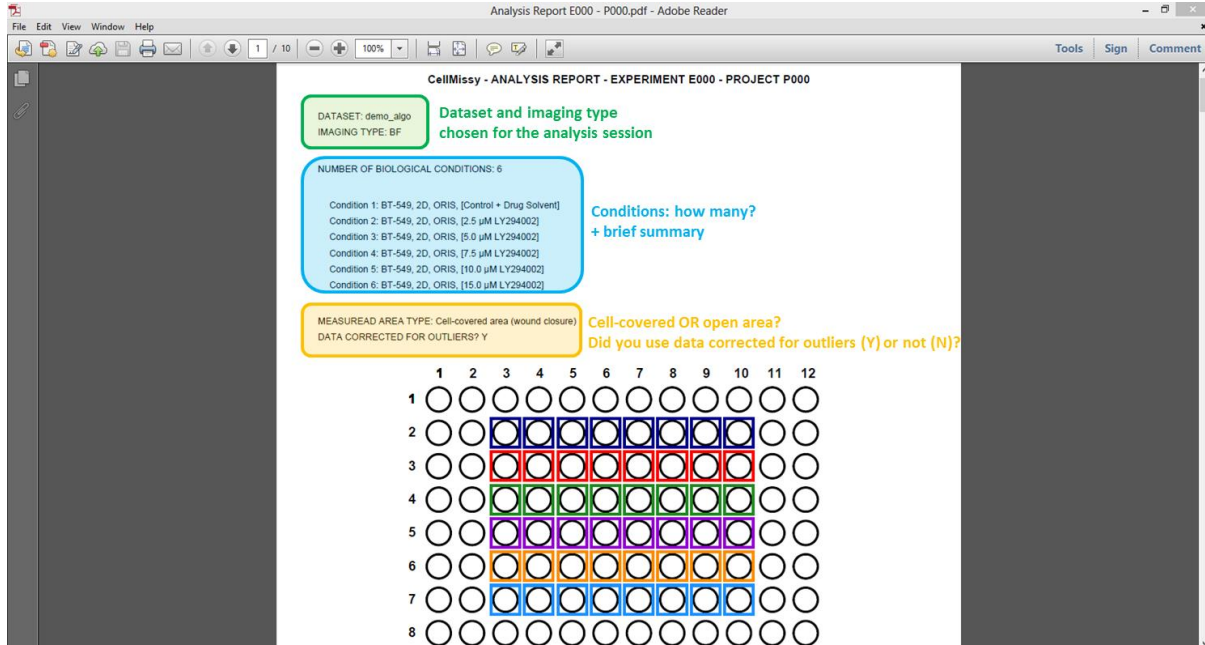 Analysis Report E000 - P000.pdf - Adobe Reader
File Edit View Window Help
1 / 10 100% Tools Sign Comment
CellMissy - ANALYSIS REPORT - EXPERIMENT E000 - PROJECT P000
DATASET: demo_algo
IMAGING TYPE: BF
Dataset and imaging type
chosen for the analysis session
NUMBER OF BIOLOGICAL CONDITIONS: 6
Condition 1: BT-549, 2D, ORIS, [Control + Drug Solvent]
Condition 2: BT-549, 2D, ORIS, [2.5 µM LY294002]
Condition 3: BT-549, 2D, ORIS, [5.0 µM LY294002]
Condition 4: BT-549, 2D, ORIS, [7.5 µM LY294002]
Condition 5: BT-549, 2D, ORIS, [10.0 µM LY294002]
Condition 6: BT-549, 2D, ORIS, [15.0 µM LY294002]
Conditions: how many?
+ brief summary
MEASUREAD AREA TYPE: Cell-covered area (wound closure)
DATA CORRECTED FOR OUTLIERS? Y
Cell-covered OR open area?
Did you use data corrected for outliers (Y) or not (N)?
1 2 3 4 5 6 7 8 9 10 11 12
1
2
3
4
5
6
7
8